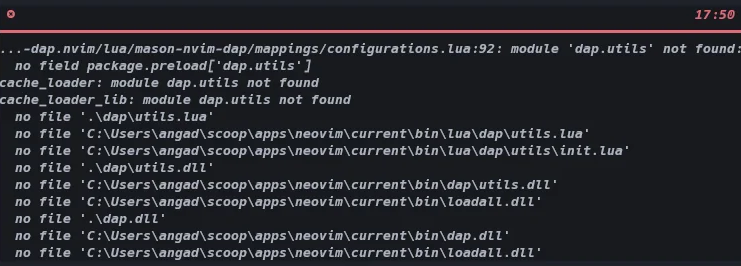 17:50
...-dap.nvim/lua/mason-nvim-dap/mappings/configurations.lua:92: module 'dap.utils' not found:
no field package.preload['dap.utils']
cache_loader: module dap.utils not found
cache_loader_lib: module dap.utils not found
no file '.\dap\utils.lua'
no file 'C:\Users\angad\scoop\apps\neovim\current\bin\lua\dap\utils.lua'
no file 'C:\Users\angad\scoop\apps\neovim\current\bin\lua\dap\utils\init.lua'
no file '.\dap\utils.dll'
no file 'C:\Users\angad\scoop\apps\neovim\current\bin\dap\utils.dll'
no file 'C:\Users\angad\scoop\apps\neovim\current\bin\loadall.dll'
no file '.\dap.dll'
no file 'C:\Users\angad\scoop\apps\neovim\current\bin\dap.dll'
no file 'C:\Users\angad\scoop\apps\neovim\current\bin\loadall.dll'